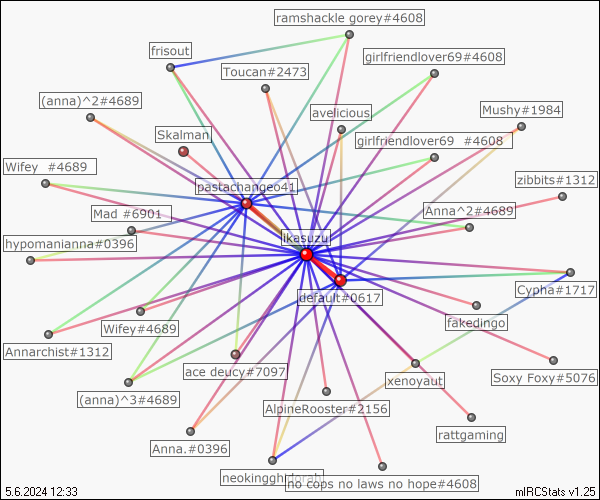 ramshackle gorey#4608
frisout
girlfriendlover69#4608
Toucan#2473
(anna)^2#4689
avelicious
Mushy#1984
Skalman
girlfriendlover69 #4608
Wifey #4689
zibbits#1312
pastachangeo41
Mad #6901
Anna^2#4689
hypomanianna#0396
ikasuzu
Cypha#1717
default#0617
fakedingo
Wifey#4689
Annarchist#1312
ace deucy#7097
xenoyaut
Soxy Foxy#5076
(anna)^3#4689
AlpineRooster#2156
rattgaming
Anna.#0396
no cops no laws no hope#4608
5.6.2024 12:33
mIRCStats v1.25